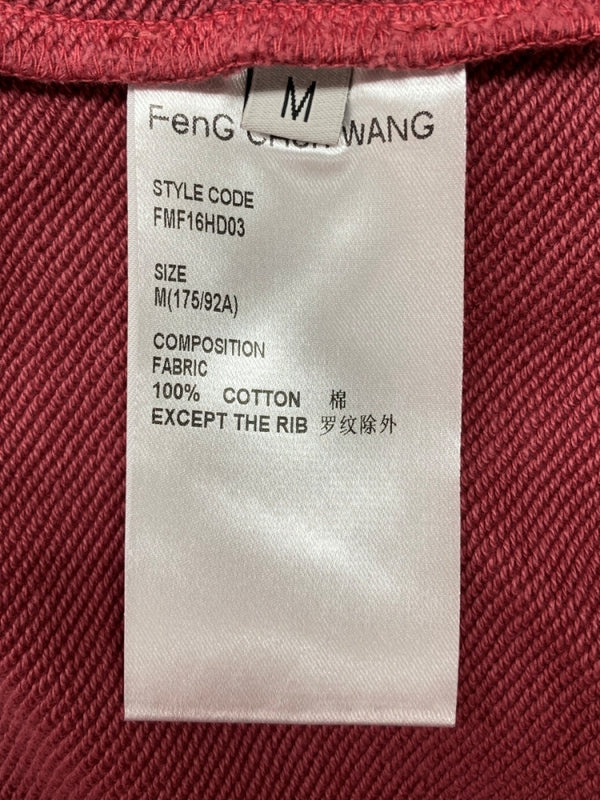 M
FenG CHEN WANG
STYLE CODE
FMF16HD03
SIZE
M(175/92A)
COMPOSITION
FABRIC
100% COTTON 棉
EXCEPT THE RIB 罗纹除外